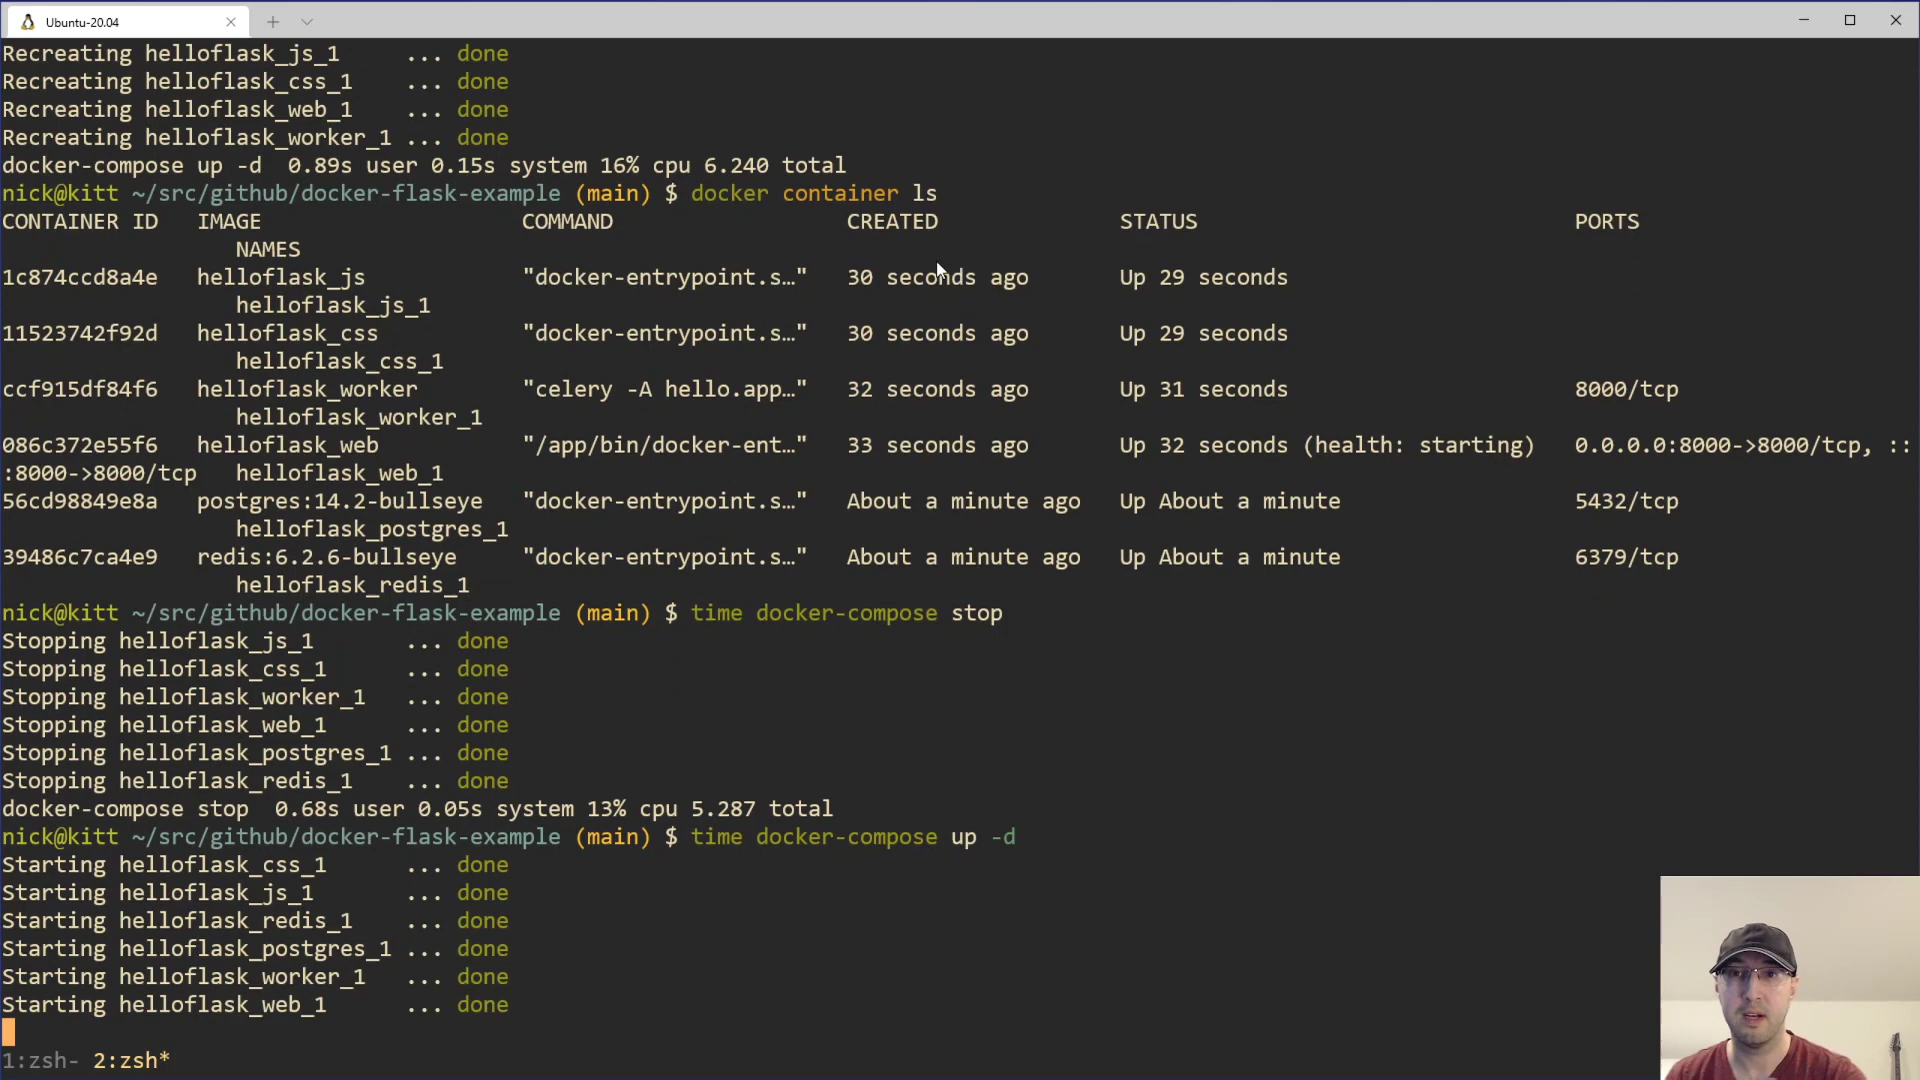 Ubuntu-20.04
Recreating helloflask_js_1     ... done
Recreating helloflask_css_1    ... done
Recreating helloflask_web_1    ... done
Recreating helloflask_worker_1 ... done
docker-compose up -d  0.89s user 0.15s system 16% cpu 6.240 total
nick@kitt ~/src/github/docker-flask-example (main) $ docker container ls
CONTAINER ID   IMAGE                    COMMAND                  CREATED              STATUS                             PORTS
                  NAMES
1c874ccd8a4e   helloflask_js            "docker-entrypoint.s…"   30 seconds ago       Up 29 seconds
                  helloflask_js_1
11523742f92d   helloflask_css           "docker-entrypoint.s…"   30 seconds ago       Up 29 seconds
                  helloflask_css_1
ccf915df84f6   helloflask_worker        "celery -A hello.app…"   32 seconds ago       Up 31 seconds                      8000/tcp
                  helloflask_worker_1
086c372e55f6   helloflask_web           "/app/bin/docker-ent…"   33 seconds ago       Up 32 seconds (health: starting)   0.0.0.0:8000->8000/tcp, ::
:8000->8000/tcp   helloflask_web_1
56cd98849e8a   postgres:14.2-bullseye   "docker-entrypoint.s…"   About a minute ago   Up About a minute                  5432/tcp
                  helloflask_postgres_1
39486c7ca4e9   redis:6.2.6-bullseye     "docker-entrypoint.s…"   About a minute ago   Up About a minute                  6379/tcp
                  helloflask_redis_1
nick@kitt ~/src/github/docker-flask-example (main) $ time docker-compose stop
Stopping helloflask_js_1       ... done
Stopping helloflask_css_1      ... done
Stopping helloflask_worker_1   ... done
Stopping helloflask_web_1      ... done
Stopping helloflask_postgres_1 ... done
Stopping helloflask_redis_1    ... done
docker-compose stop  0.68s user 0.05s system 13% cpu 5.287 total
nick@kitt ~/src/github/docker-flask-example (main) $ time docker-compose up -d
Starting helloflask_css_1      ... done
Starting helloflask_js_1       ... done
Starting helloflask_redis_1    ... done
Starting helloflask_postgres_1 ... done
Starting helloflask_worker_1   ... done
Starting helloflask_web_1      ... done
1:zsh- 2:zsh*